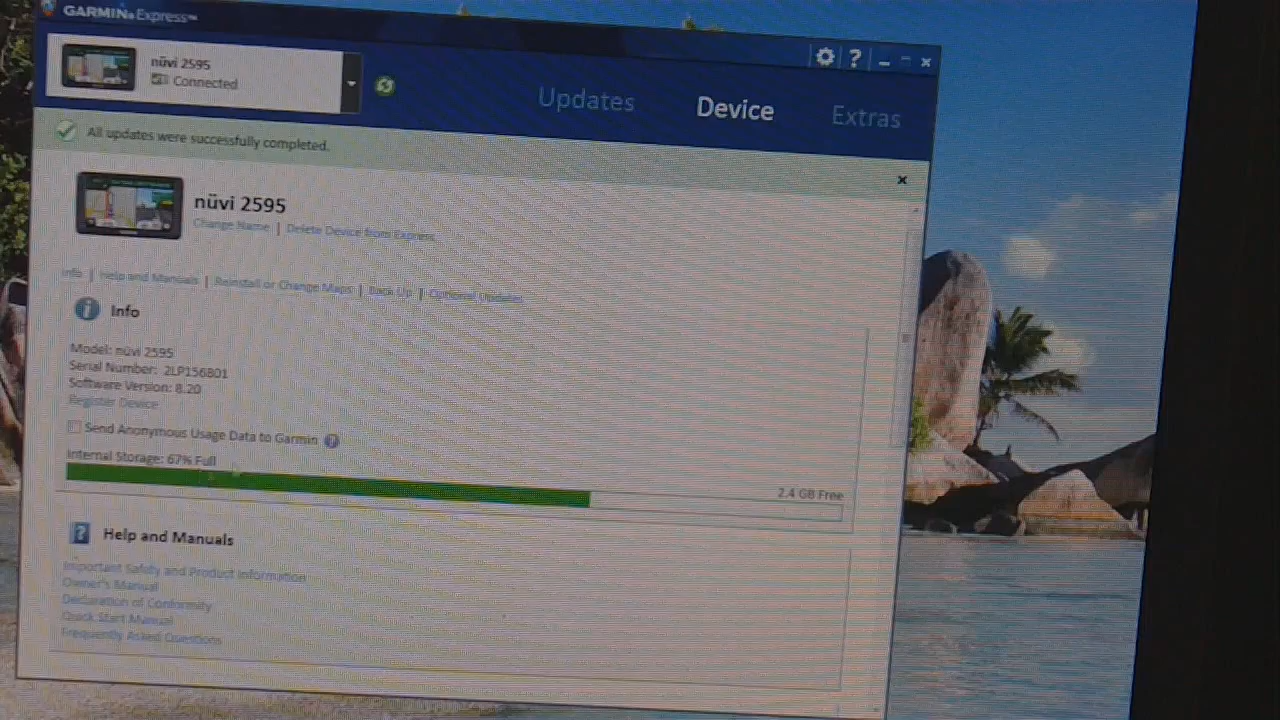 GARMIN Express™
nüvi 2595
Connected
Updates Device Extras
All updates were successfully completed.
nüvi 2595
Change Name | Delete Device from Express
Info | Help and Manuals | Reinstall or Change Maps | Back Up | Optional Updates
Info
Model: nüvi 2595
Serial Number: 2LP156801
Software Version: 8.20
Register Device
Send Anonymous Usage Data to Garmin
Internal Storage: 67% Full
2.4 GB Free
Help and Manuals
Important Safety and Product Information
Owner's Manual
Declaration of Conformity
Quick Start Manual
Frequently Asked Questions